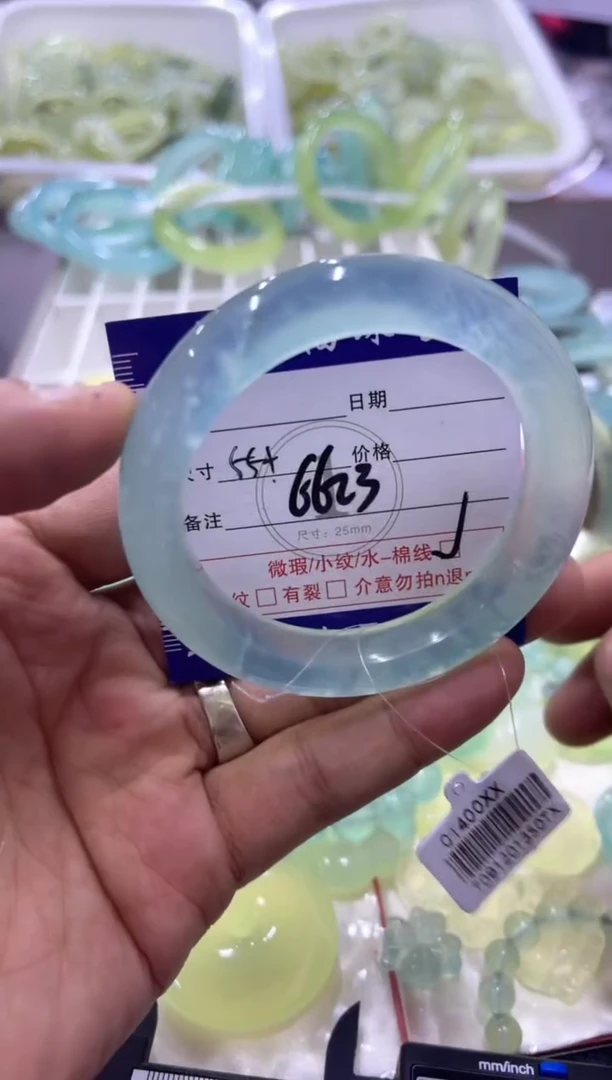 日期
寸 55+ 价格
6623
备注
尺寸：25mm
微瑕/小纹/水-棉线
纹 有裂 介意勿拍n退
01400XX
mm/inch